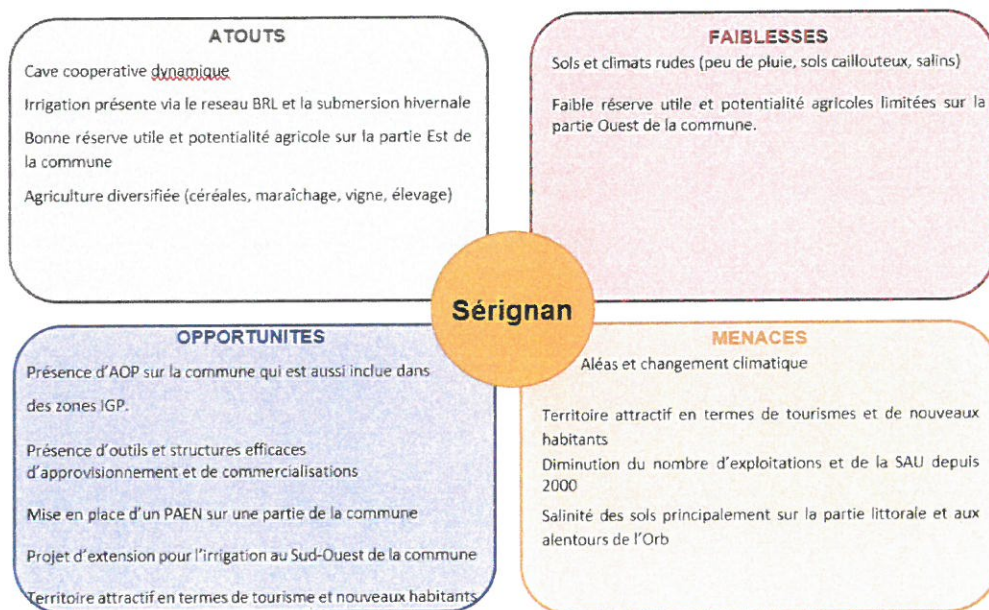 ATOUTS
Cave cooperative dynamique
Irrigation présente via le reseau BRL et la submersion hivernale
Bonne réserve utile et potentialité agricole sur la partie Est de
la commune
Agriculture diversifiée (céréales, maraîchage, vigne, élevage)
FAIBLESSES
Sols et climats rudes (peu de pluie, sols caillouteux, salins)
Faible réserve utile et potentialité agricoles limitées sur la
partie Ouest de la commune.
Sérignan
OPPORTUNITES
Présence d'AOP sur la commune qui est aussi inclue dans
des zones IGP.
Présence d'outils et structures efficaces
d'approvisionnement et de commercialisations
Mise en place d'un PAEN sur une partie de la commune
Projet d'extension pour l'irrigation au Sud-Ouest de la commune
Territoire attractif en termes de tourisme et nouveaux habitants
MENACES
Aléas et changement climatique
Territoire attractif en termes de tourismes et de nouveaux
habitants
Diminution du nombre d'exploitations et de la SAU depuis
2000
Salinité des sols principalement sur la partie littorale et aux
alentours de l'Orb